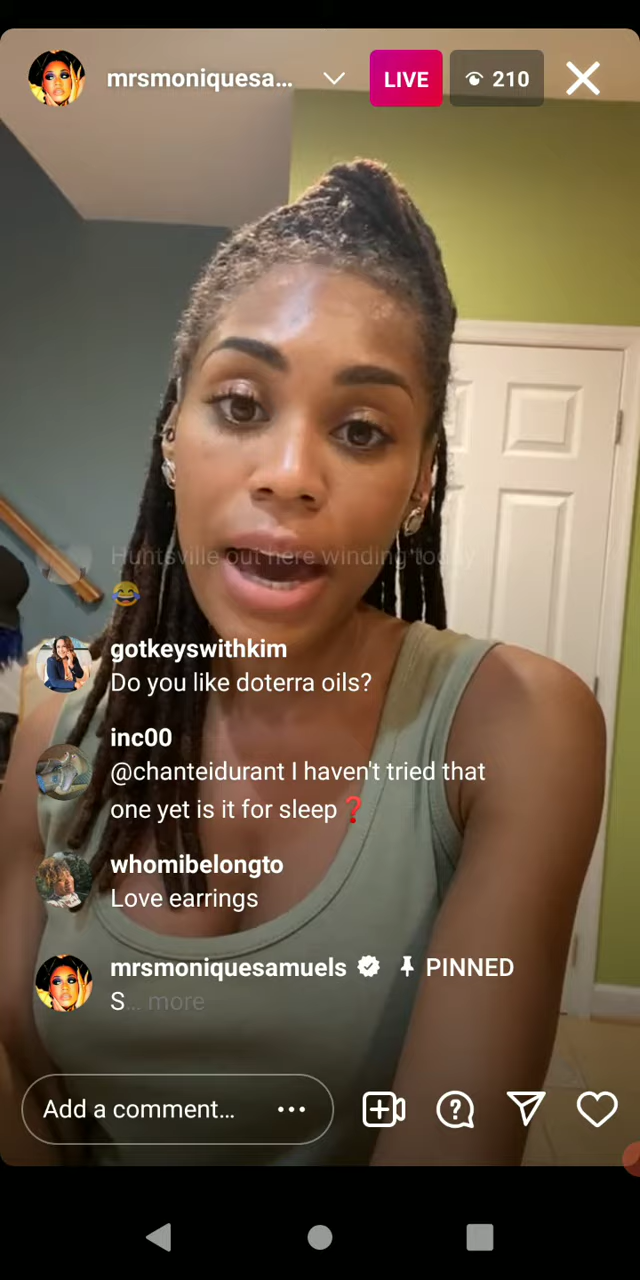 mrsmoniquesa...
LIVE
210
Huntsville out here winding today
😂
gotkeyswithkim
Do you like doterra oils?
inc00
@chanteidurant I haven't tried that
one yet is it for sleep❓
whomibelongto
Love earrings
mrsmoniquesamuels PINNED
S... more
Add a comment...